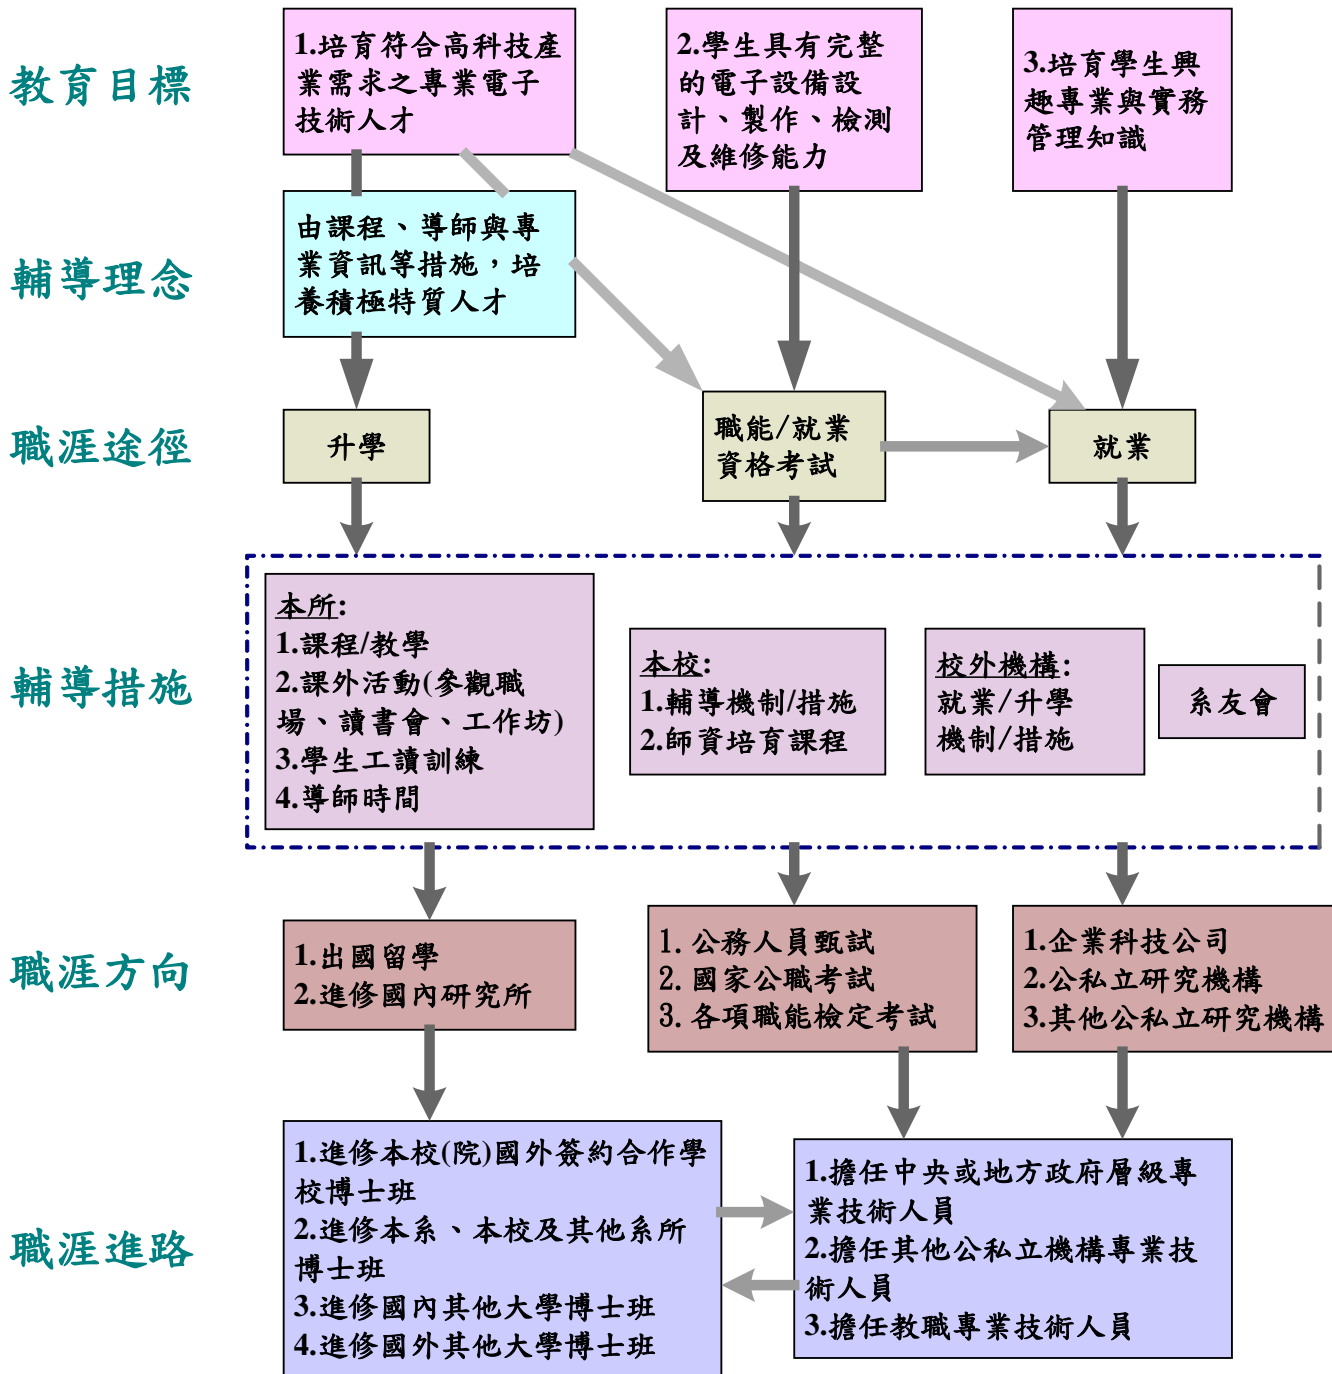 教育目標
1.培育符合高科技產
業需求之專業電子
技術人才
2.學生具有完整
的電子設備設
計、製作、檢測
及維修能力
3.培育學生興
趣專業與實務
管理知識
輔導理念
由課程、導師與專
業資訊等措施，培
養積極特質人才
職涯途徑
升學
職能/就業
資格考試
就業
輔導措施
本所:
1.課程/教學
2.課外活動(參觀職
場、讀書會、工作坊)
3.學生工讀訓練
4.導師時間
本校:
1.輔導機制/措施
2.師資培育課程
校外機構:
就業/升學
機制/措施
系友會
職涯方向
1.出國留學
2.進修國內研究所
1. 公務人員甄試
2. 國家公職考試
3. 各項職能檢定考試
1.企業科技公司
2.公私立研究機構
3.其他公私立研究機構
職涯進路
1.進修本校(院)國外簽約合作學
校博士班
2.進修本系、本校及其他系所
博士班
3.進修國內其他大學博士班
4.進修國外其他大學博士班
1.擔任中央或地方政府層級專
業技術人員
2.擔任其他公私立機構專業技
術人員
3.擔任教職專業技術人員